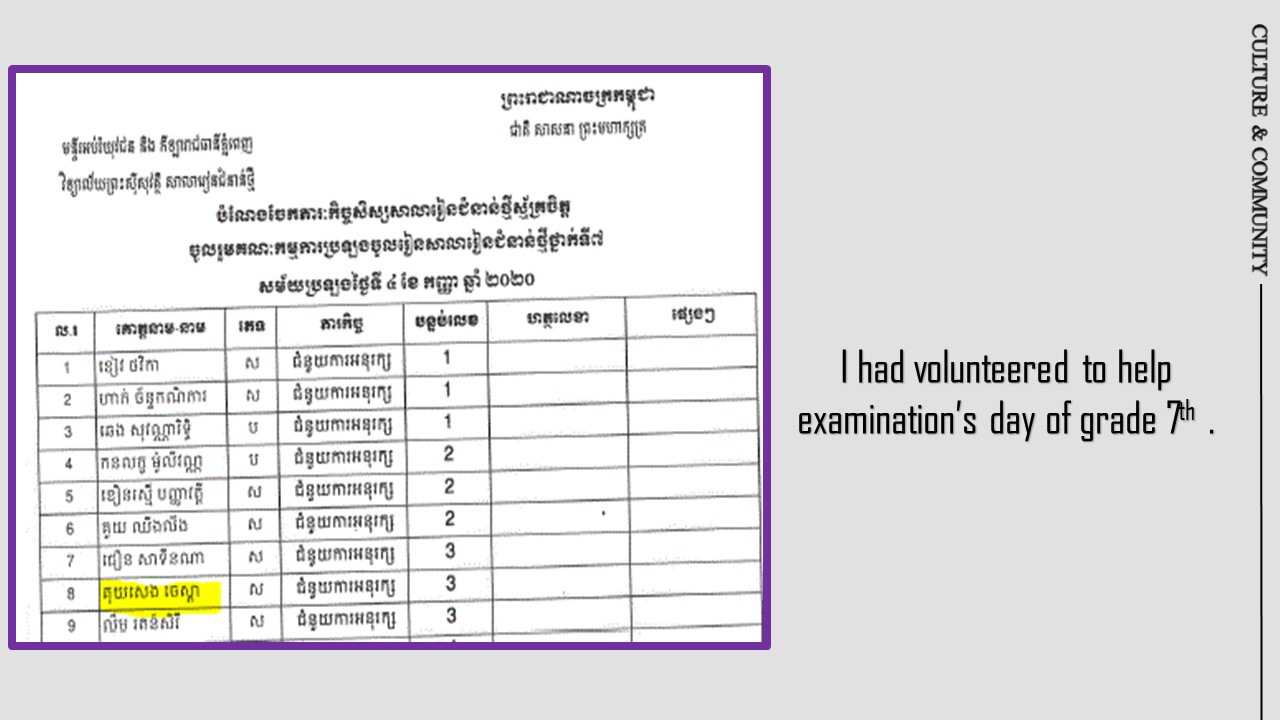 ព្រះរាជាណាចក្រកម្ពុជា
ជាតិ សាសនា ព្រះមហាក្សត្រ
មន្ទីរអប់រំយុវជន និង កីឡារាជធានីភ្នំពេញ
វិទ្យាល័យព្រះស៊ីសុវត្ថិ សាលារៀនជំនាន់ថ្មី
បំណែងចែកភារៈកិច្ចសិស្សសាលារៀនជំនាន់ថ្មីស្ម័គ្រចិត្ត
ចូលរួមគណៈកម្មការប្រឡងចូលរៀនសាលារៀនជំនាន់ថ្មីថ្នាក់ទី៧
សម័យប្រឡងថ្ងៃទី ៤ ខែ កញ្ញា ឆ្នាំ ២០២០
ល.រ គោត្តនាម-នាម ភេទ ភារកិច្ច បន្ទប់លេខ ហត្ថលេខា ផ្សេងៗ
1 ខៀវ ថវិកា ស ជំនួយការអនុរក្ស 1
2 ហាក់ ច័ន្ទកណិការ ស ជំនួយការអនុរក្ស 1
3 ឆេង សុវណ្ណារិទ្ធិ ប ជំនួយការអនុរក្ស 1
4 ប ជំនួយការអនុរក្ស 2
5 បញ្ញាវត្តី ស ជំនួយការអនុរក្ស 2
6 គួយ ឈីងលីង ស ជំនួយការអនុរក្ស 2
7 ជឿន សាទីនណា ស ជំនួយការអនុរក្ស 3
8 គុយសេង ចេស្តា ស ជំនួយការអនុរក្ស 3
9 លឹម រតន៍សិរី ស ជំនួយការអនុរក្ស 3
I had volunteered to help
examination’s day of grade 7th .
CULTURE & COMMUNITY